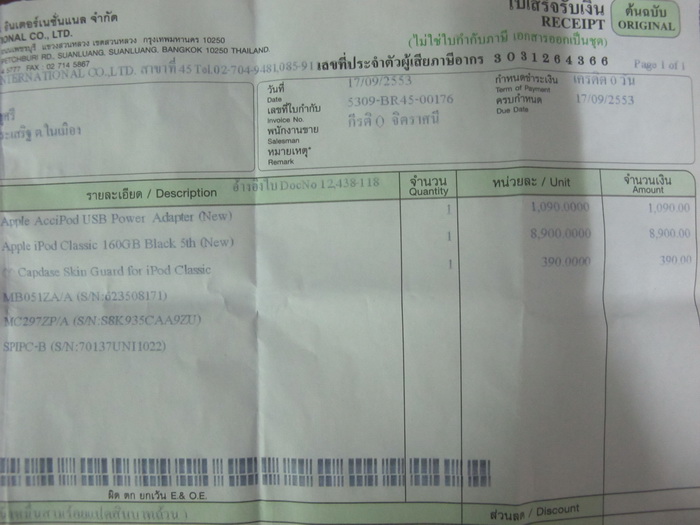 อินเตอร์เนชั่นแนล จำกัด
ใบเสร็จรับเงิน
ต้นฉบับ
IONAL CO., LTD.
RECEIPT
ORIGINAL
แขวงสวนหลวง เขตสวนหลวง กรุงเทพมหานคร 10250
(ไม่ใช่ใบกำกับภาษี เอกสารออกเป็นชุด)
RD., SUANLUANG, SUANLUANG, BANGKOK 10250 THAILAND.
FAX : 02 714 5867
เลขที่ประจำตัวผู้เสียภาษีอากร 3 0 3 1 2 6 4 3 6 6
Page 1 of 1
NTERNATIONAL CO.,LTD. สาขาที่ 45 Tel.02-704-9481,085-91
วันที่ 17/09/2553
Date
กำหนดชำระเงิน เครดิต 0 วัน
Term of Payment
เลขที่ใบกำกับ 5309-BR45-00176
Invoice No.
ครบกำหนด 17/09/2553
Due Date
พนักงานขาย กีรติ
Salesman
หมายเหตุ*
Remark
ต.ในเมือง
รายละเอียด / Description
อ้างอิงใบ DocNo 12,438-118
จำนวน
Quantity
หน่วยละ / Unit
จำนวนเงิน
Amount
Apple AcciPod USB Power Adapter (New) 1 1,090.0000 1,090.00
Apple iPod Classic 160GB Black 5th (New) 1 8,900.0000 8,900.00
Capdase Skin Guard for iPod Classic 1 390.0000 390.00
MB051ZA/A (S/N:623508171)
MC297ZP/A (S/N:S8K935CAA9ZU)
SPIPC-B (S/N:70137UNI1022)
ผิด ตก ยกเว้น E.& O.E.
ส่วนลด / Discount